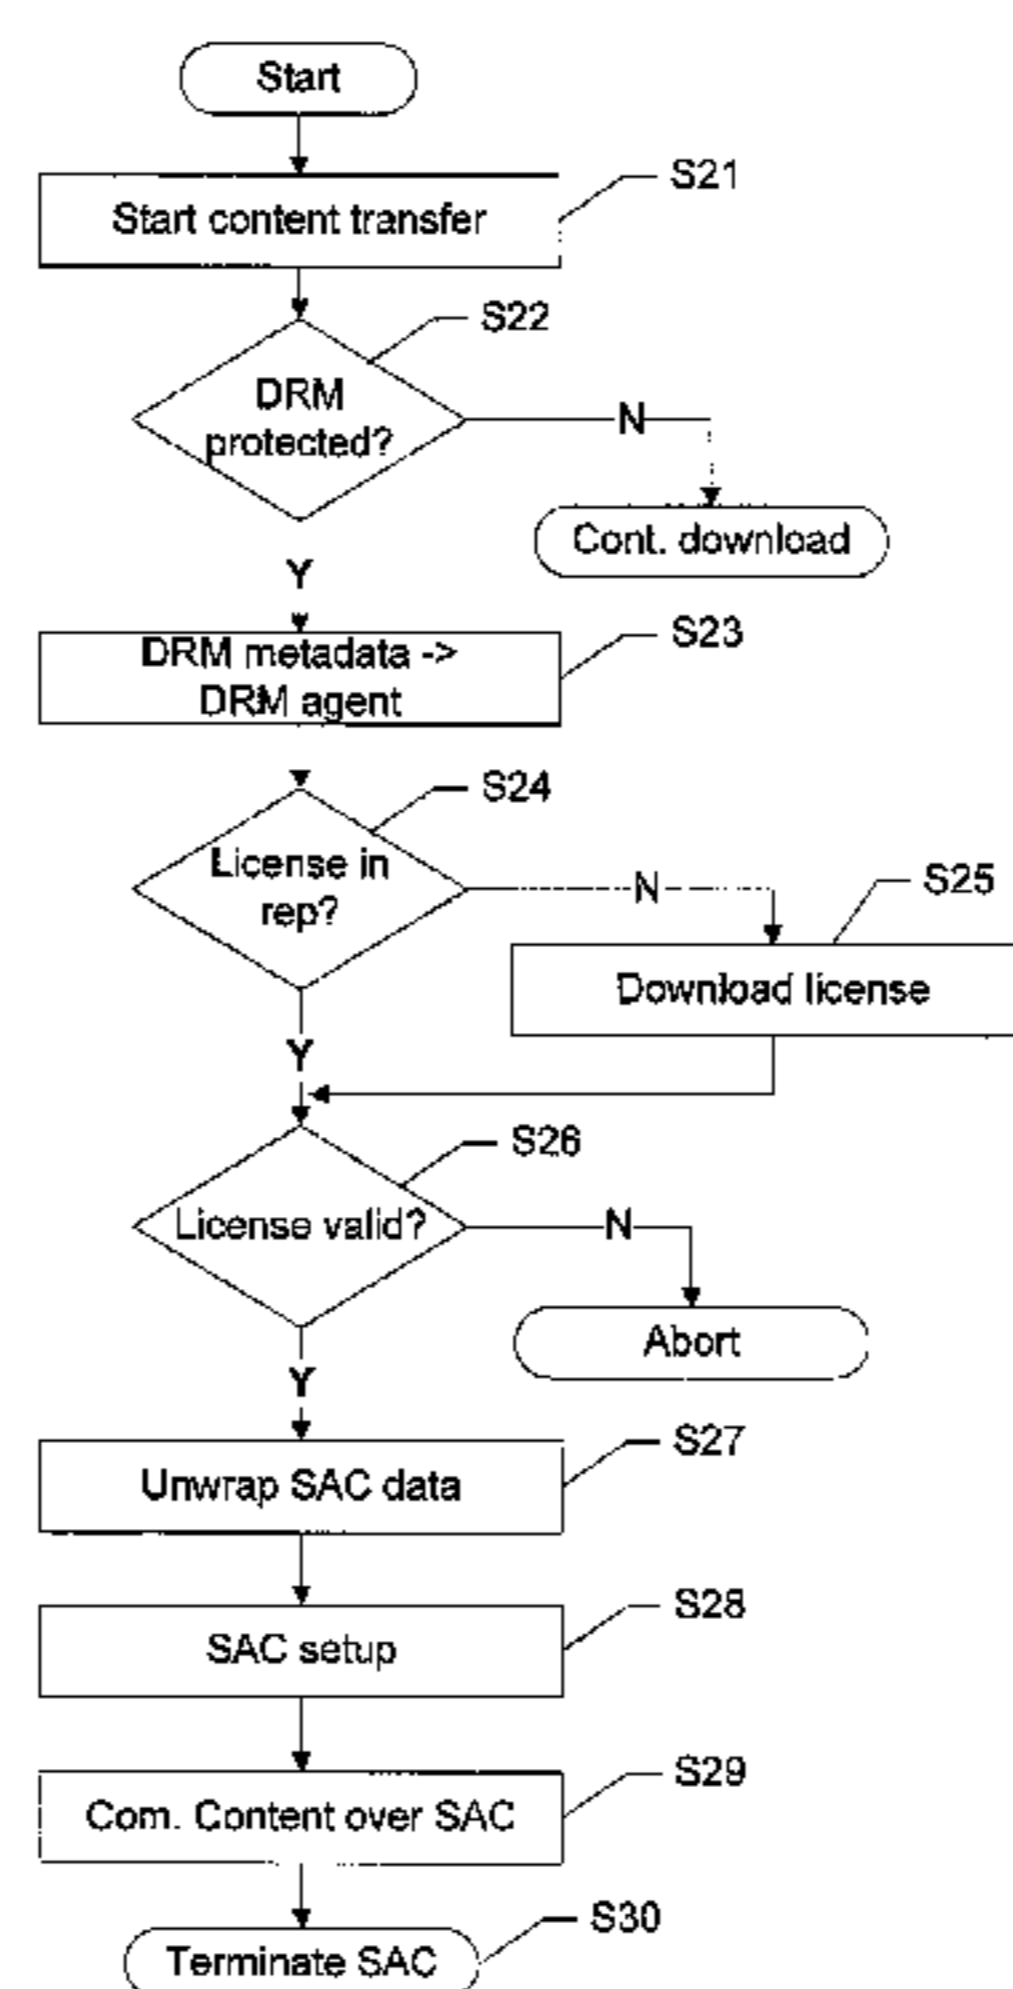 Start
S21
Start content transfer
S22
DRM
protected?
N
Cont. download
Y
S23
DRM metadata ->
DRM agent
S24
License in
rep?
N
S25
Download license
Y
S26
License valid?
N
Abort
Y
S27
Unwrap SAC data
S28
SAC setup
S29
Com. Content over SAC
S30
Terminate SAC